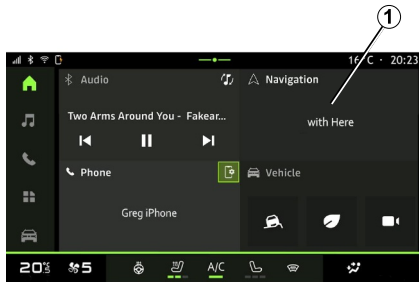 1
16 °C · 20:23
Audio
Navigation
Two Arms Around You - Fakear...
with Here
Phone
Vehicle
Greg iPhone
20°5
5
A/C